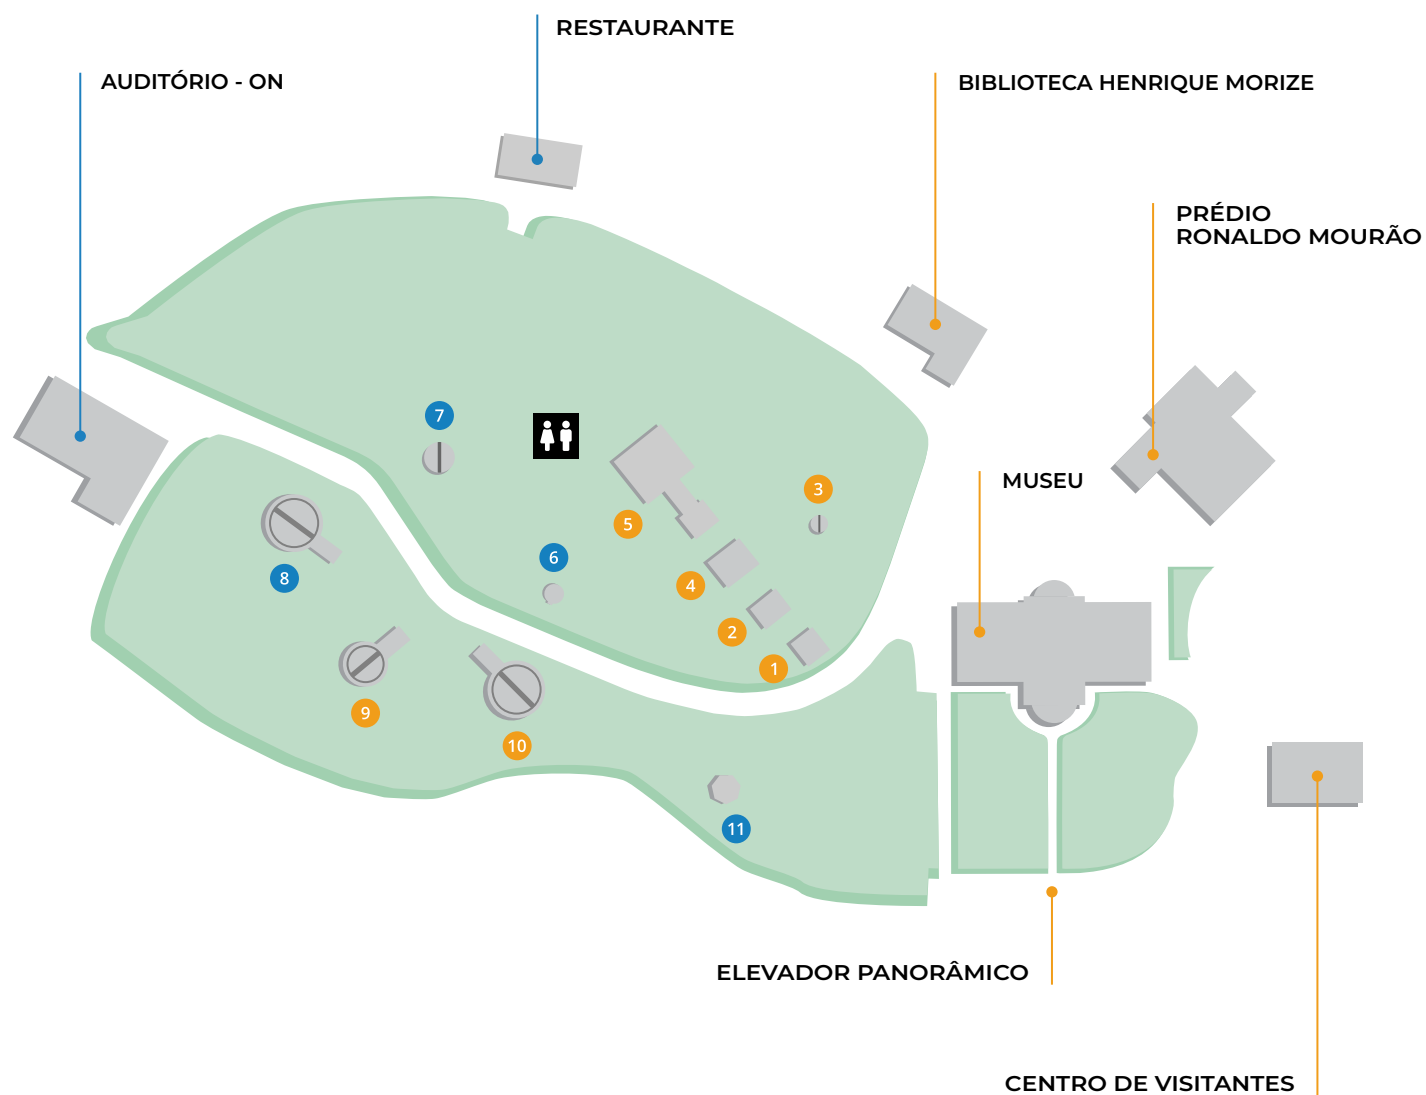 RESTAURANTE
AUDITÓRIO - ON
BIBLIOTECA HENRIQUE MORIZE
PRÉDIO
RONALDO MOURÃO
7
MUSEU
3
5
6
8
4
2
1
9
10
11
ELEVADOR PANORÂMICO
CENTRO DE VISITANTES